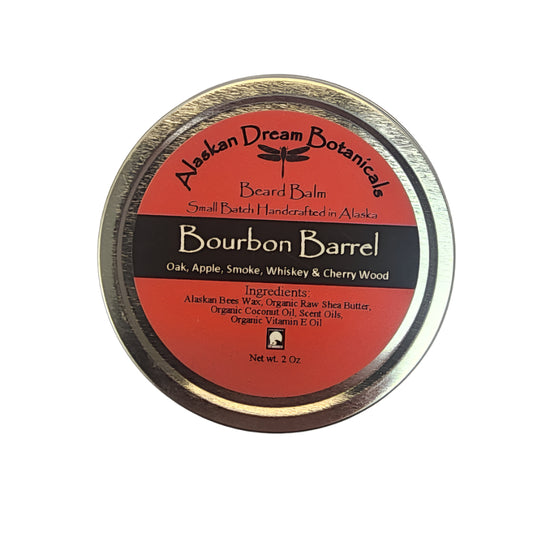 Alaskan Dream Botanicals
Beard Balm
Small Batch Handcrafted in Alaska
Bourbon Barrel
Oak, Apple, Smoke, Whiskey & Cherry Wood
Ingredients:
Alaskan Bees Wax, Organic Raw Shea Butter,
Organic Coconut Oil, Scent Oils,
Organic Vitamin E Oil
Net wt. 2 Oz